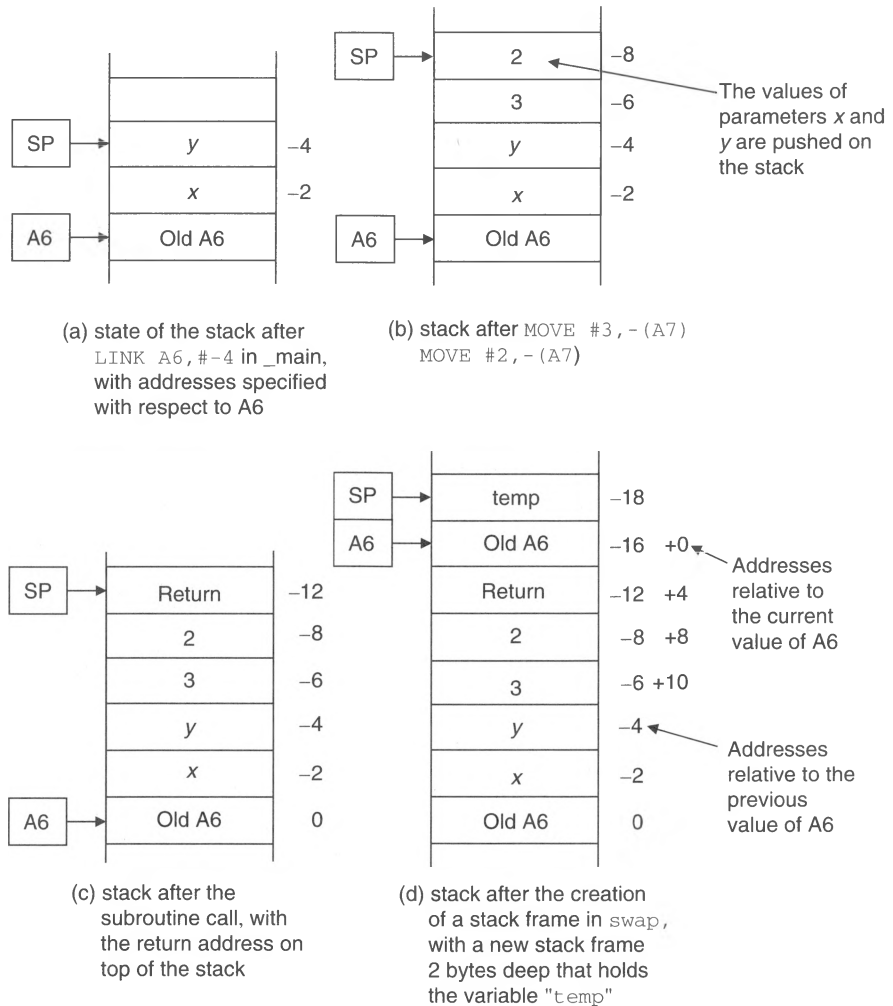 SP
y
−4
x
−2
A6
Old A6
(a) state of the stack after
LINK A6,#-4 in _main,
with addresses specified
with respect to A6
SP
2
−8
3
−6
y
−4
x
−2
A6
Old A6
The values of
parameters x and
y are pushed on
the stack
(b) stack after MOVE #3,-(A7)
MOVE #2,-(A7)
SP
Return
−12
2
−8
3
−6
y
−4
x
−2
A6
Old A6
0
(c) stack after the
subroutine call, with
the return address on
top of the stack
SP
temp
−18
A6
Old A6
−16 +0
Return
−12 +4
2
−8 +8
3
−6 +10
y
−4
x
−2
Old A6
0
Addresses
relative to
the current
value of A6
Addresses
relative to the
previous
value of A6
(d) stack after the creation
of a stack frame in swap,
with a new stack frame
2 bytes deep that holds
the variable "temp"